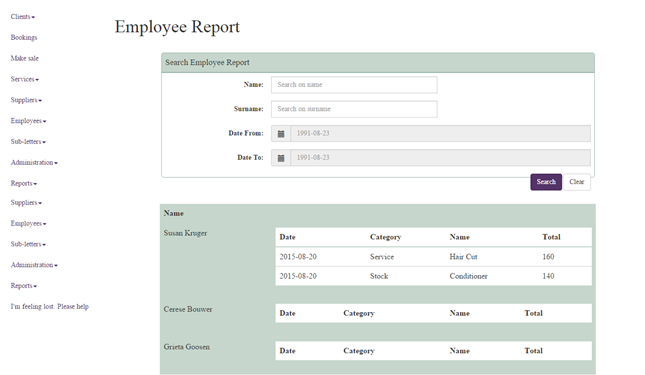 Clients
Bookings
Make sale
Services
Suppliers
Employees
Sub-letters
Administration
Reports
Suppliers
Employees
Sub-letters
Administration
Reports
I'm feeling lost. Please help
Employee Report
Search Employee Report
Name: Search on name
Surname: Search on surname
Date From: 1991-08-23
Date To: 1991-08-23
Search Clear
Name
Susan Kruger
Date Category Name Total
2015-08-20 Service Hair Cut 160
2015-08-20 Stock Conditioner 140
Cerese Bouwer
Date Category Name Total
Grieta Goosen
Date Category Name Total